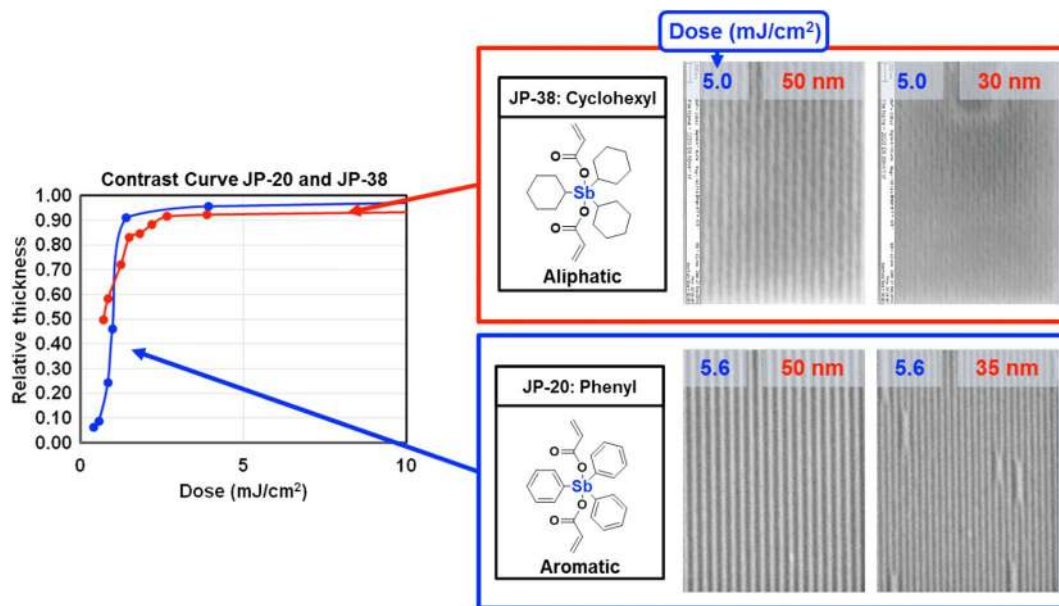 Dose (mJ/cm²)
JP-38: Cyclohexyl
O
O
Sb
O
O
Aliphatic
5.0 50 nm
5.0 30 nm
Contrast Curve JP-20 and JP-38
1.00
0.90
0.80
0.70
0.60
0.50
0.40
0.30
0.20
0.10
0.00
Relative thickness
0 5 10
Dose (mJ/cm²)
JP-20: Phenyl
O
O
Sb
O
O
Aromatic
5.6 50 nm
5.6 35 nm